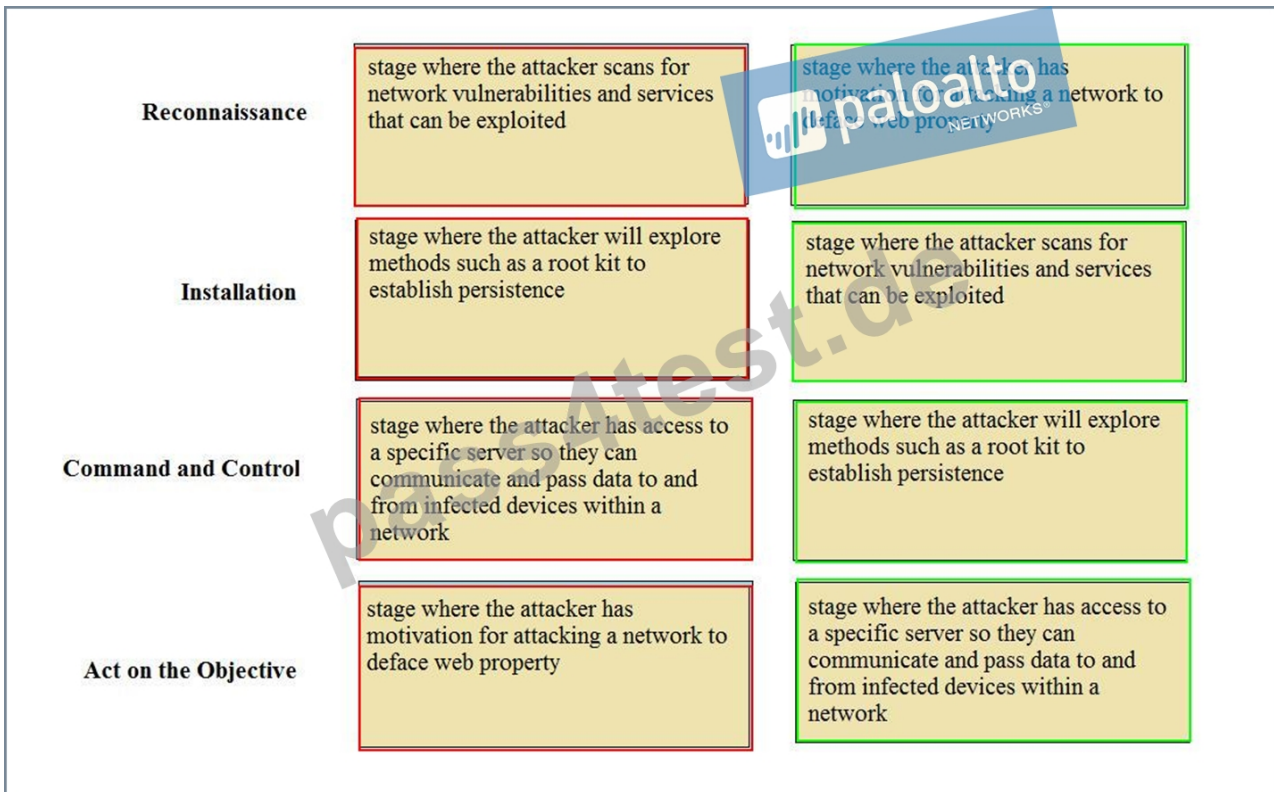 Reconnaissance
stage where the attacker scans for
network vulnerabilities and services
that can be exploited
stage where the attacker has
motivation for attacking a network to
deface web property
paloalto
NETWORKS®
Installation
stage where the attacker will explore
methods such as a root kit to
establish persistence
stage where the attacker scans for
network vulnerabilities and services
that can be exploited
Command and Control
stage where the attacker has access to
a specific server so they can
communicate and pass data to and
from infected devices within a
network
stage where the attacker will explore
methods such as a root kit to
establish persistence
Act on the Objective
stage where the attacker has
motivation for attacking a network to
deface web property
stage where the attacker has access to
a specific server so they can
communicate and pass data to and
from infected devices within a
network
pass4test.de